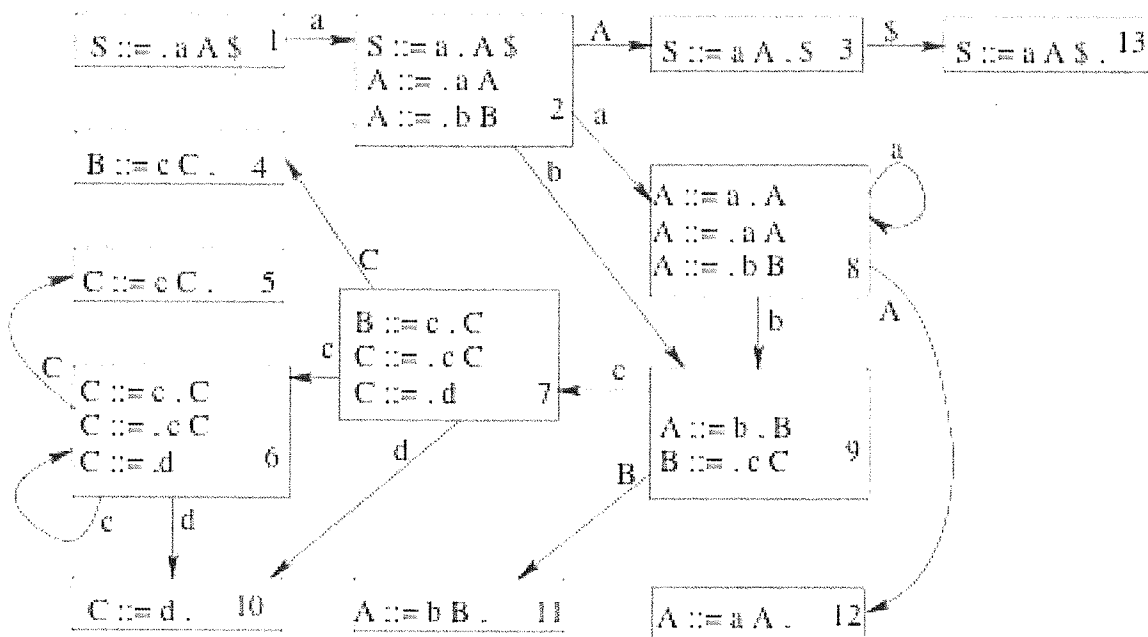 S ::= . a A $ 1
a
S ::= a . A $
A ::= . a A
A ::= . b B
2
A
S ::= a A . $ 3
$
S ::= a A $ . 13
a
b
B ::= c C . 4
C
A ::= a . A
A ::= . a A
A ::= . b B
8
a
b
A
C ::= c C . 5
C
B ::= c . C
C ::= . c C
C ::= . d
7
c
c
C ::= c . C
C ::= . c C
C ::= .d
6
c
d
d
A ::= b . B
B ::= . c C
9
B
C ::= d . 10
A ::= b B . 11
A ::= a A . 12